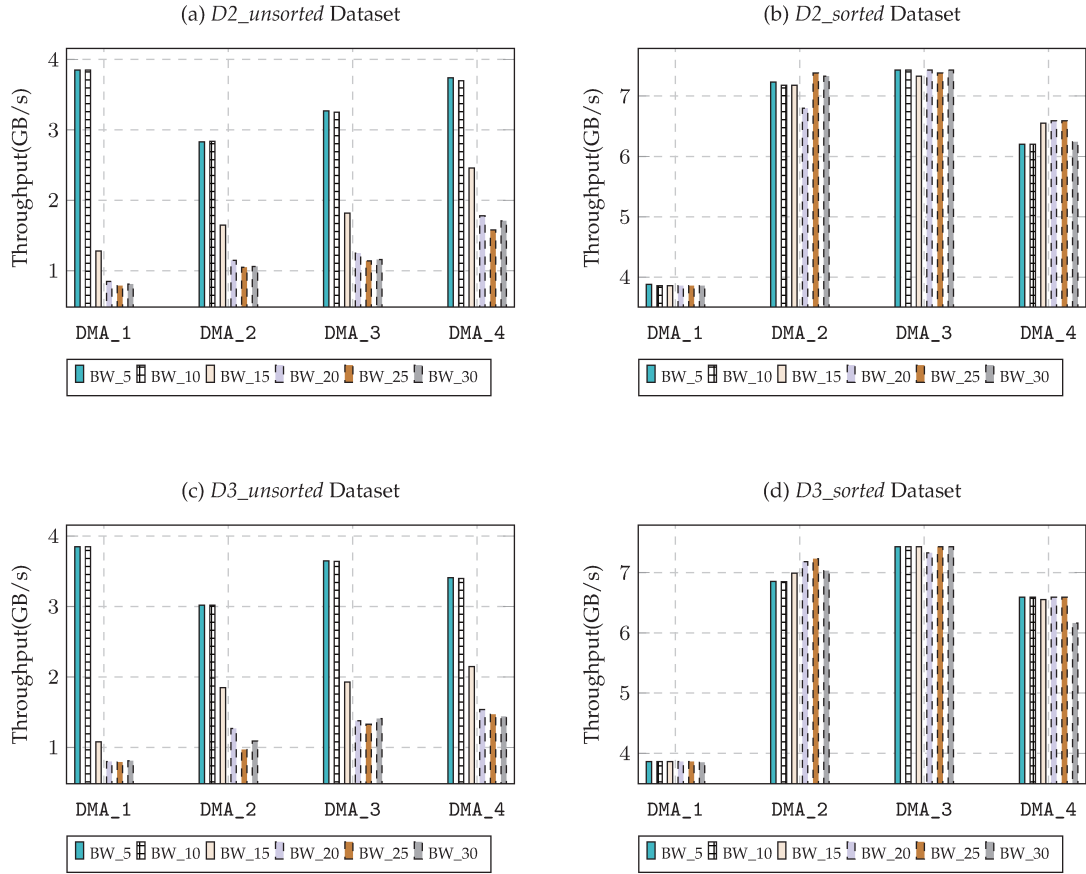 (a) D2_unsorted Dataset
Throughput(GB/s)
4
3
2
1
DMA_1 DMA_2 DMA_3 DMA_4
BW_5 BW_10 BW_15 BW_20 BW_25 BW_30
(b) D2_sorted Dataset
Throughput(GB/s)
7
6
5
4
DMA_1 DMA_2 DMA_3 DMA_4
BW_5 BW_10 BW_15 BW_20 BW_25 BW_30
(c) D3_unsorted Dataset
Throughput(GB/s)
4
3
2
1
DMA_1 DMA_2 DMA_3 DMA_4
BW_5 BW_10 BW_15 BW_20 BW_25 BW_30
(d) D3_sorted Dataset
Throughput(GB/s)
7
6
5
4
DMA_1 DMA_2 DMA_3 DMA_4
BW_5 BW_10 BW_15 BW_20 BW_25 BW_30